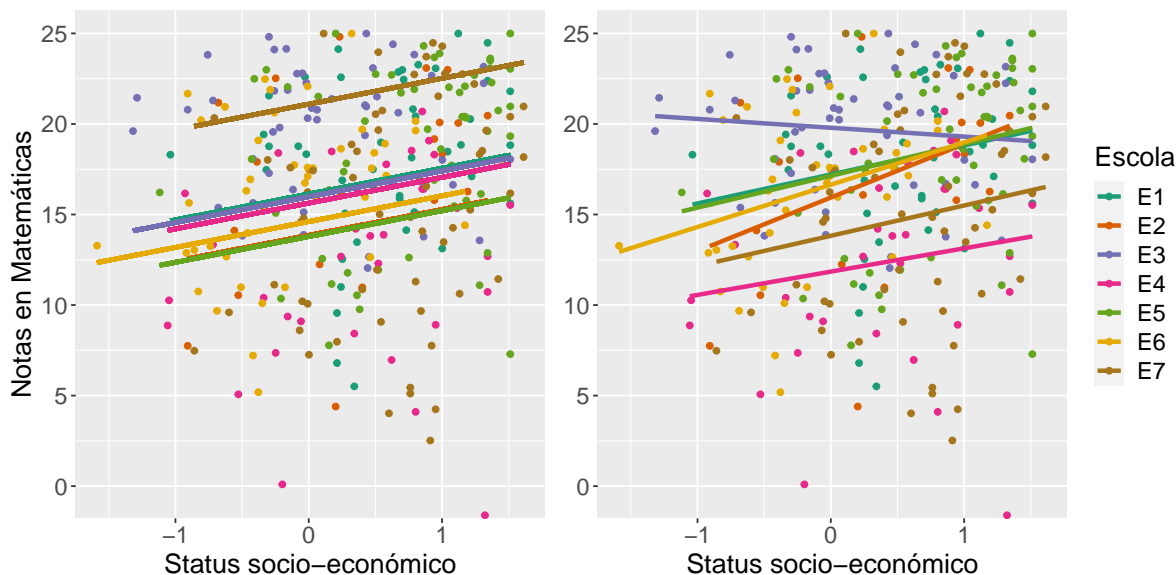 Notas en Matemáticas
25
20
15
10
5
0
−1
0
1
Status socio−económico
25
20
15
10
5
0
−1
0
1
Status socio−económico
Escola
E1
E2
E3
E4
E5
E6
E7